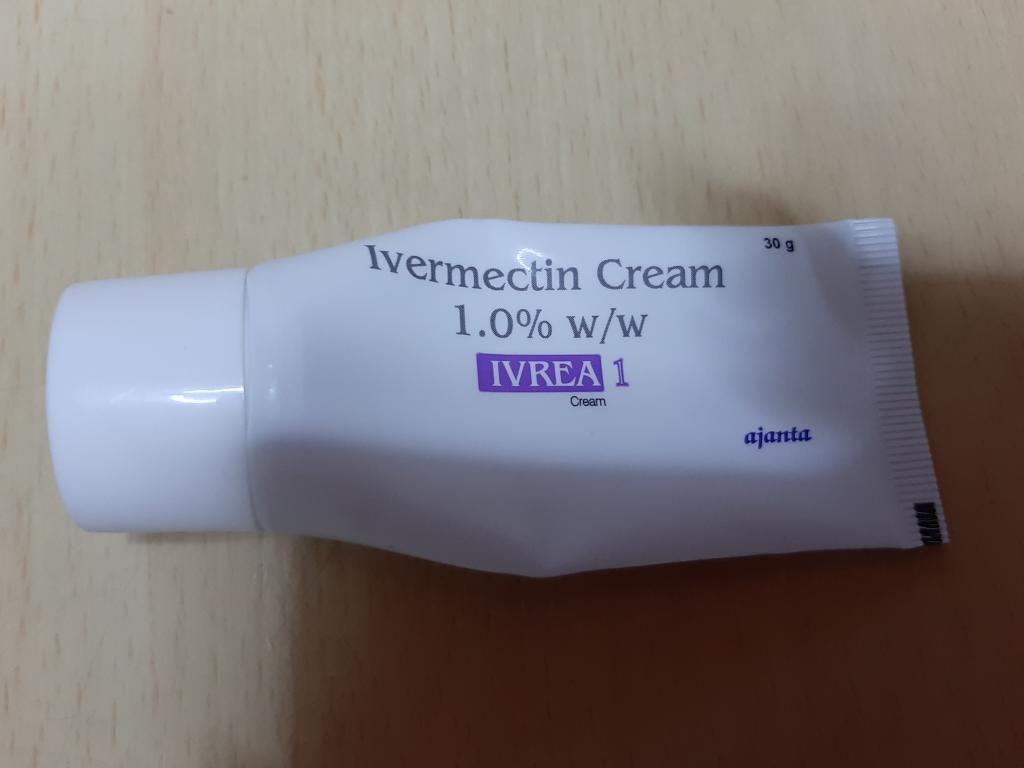 30 g
Ivermectin Cream
1.0% w/w
IVREA 1
Cream
ajanta